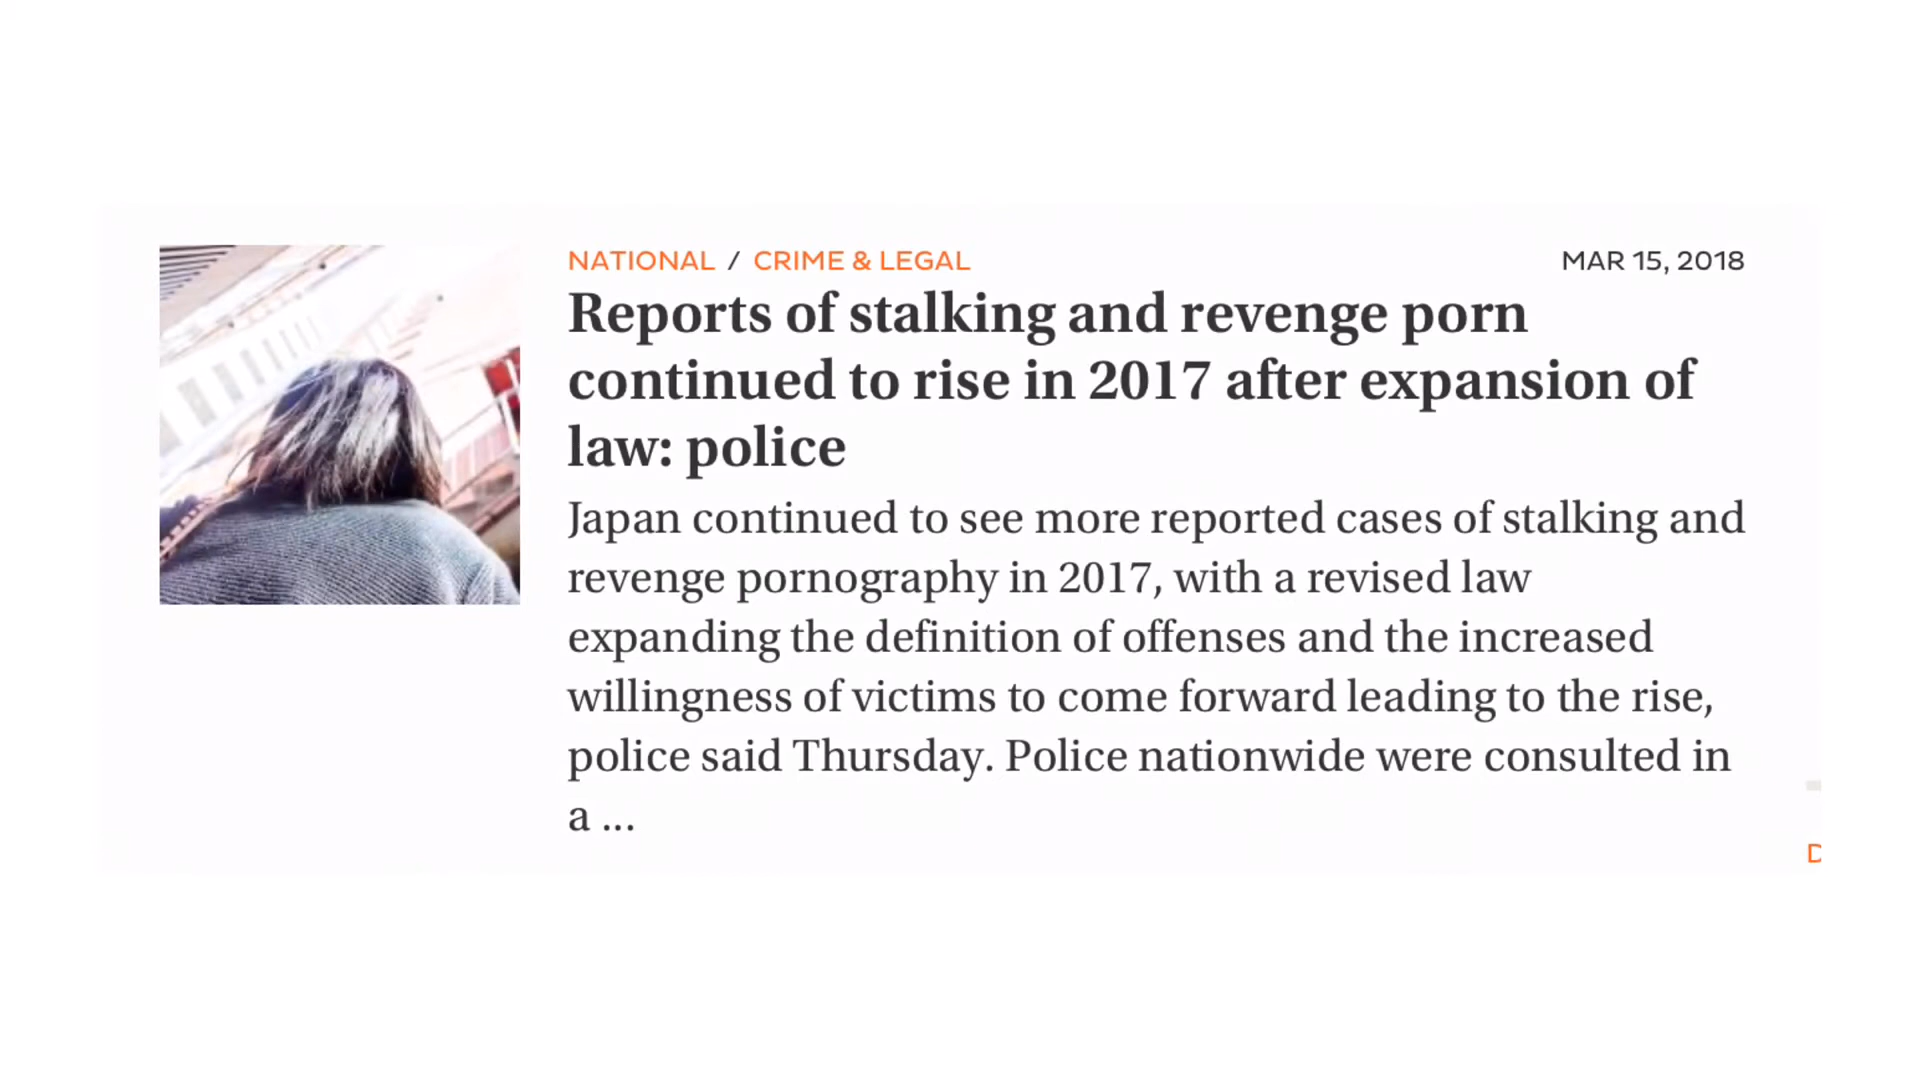 NATIONAL / CRIME & LEGAL
MAR 15, 2018
Reports of stalking and revenge porn
continued to rise in 2017 after expansion of
law: police
Japan continued to see more reported cases of stalking and
revenge pornography in 2017, with a revised law
expanding the definition of offenses and the increased
willingness of victims to come forward leading to the rise,
police said Thursday. Police nationwide were consulted in
a ...